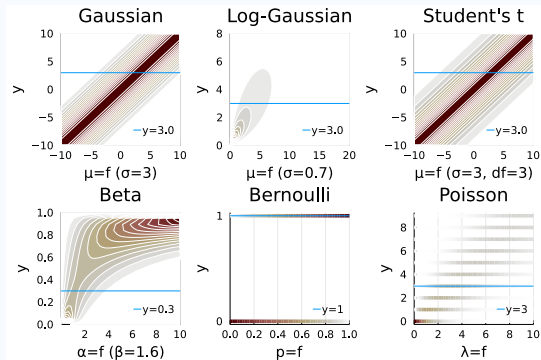 Gaussian
Log-Gaussian
Student's t
y
10
5
0
−5
−10
y=3.0
−10 −5 0 5 10
μ=f (σ=3)
y
8
6
4
2
0
y=3.0
0 5 10 15 20
μ=f (σ=0.7)
y
10
5
0
−5
−10
y=3.0
−10 −5 0 5 10
μ=f (σ=3, df=3)
Beta
Bernoulli
Poisson
y
1.0
0.8
0.6
0.4
0.2
0.0
y=0.3
2 4 6 8 10
α=f (β=1.6)
y
1
0
y=1
0.0 0.2 0.4 0.6 0.8 1.0
p=f
y
8
6
4
2
0
y=3
0 2 4 6 8 10
λ=f